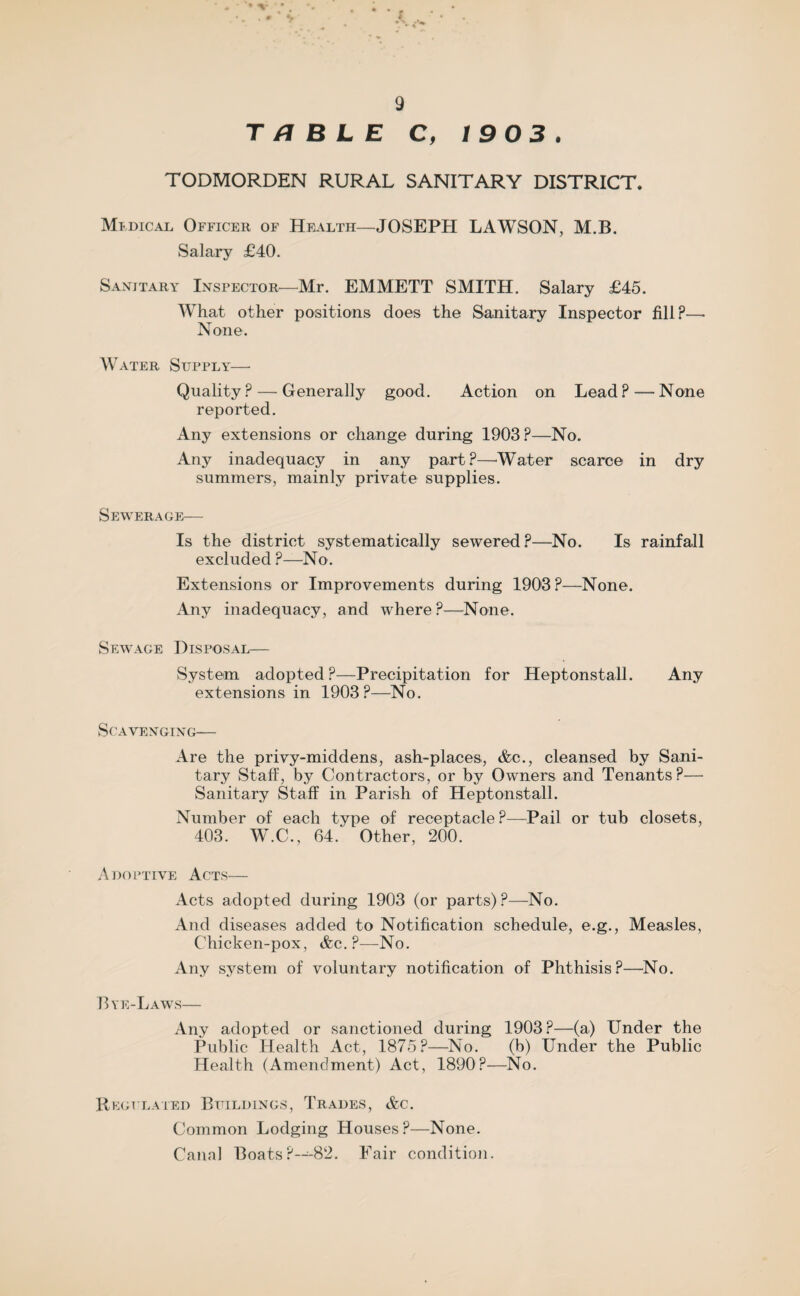 9
TABLE C, 1903.
TODMORDEN RURAL SANITARY DISTRICT.
Medical Officer of Health—JOSEPH LAWSON, M.B.
Salary £40.
Sanitary Inspector—Mr. EMMETT SMITH. Salary £45.
What other positions does the Sanitary Inspector fill?—
None.
Water Supply—
Quality? — Generally good. Action on Lead? — None
reported.
Any extensions or change during 1903?—No.
Any inadequacy in any part?—Water scarce in dry
summers, mainly private supplies.
Sewerage—
Is the district systematically sewered?—No. Is rainfall
excluded?—No.
Extensions or Improvements during 1903?—None.
Any inadequacy, and where?—None.
Sewage Disposal—
System adopted?—Precipitation for Heptonstall. Any
extensions in 1903?—No.
Scavenging—
Are the privy-middens, ash-places, &c., cleansed by Sani-
tary Staff, by Contractors, or by Owners and Tenants?—
Sanitary Staff in Parish of Heptonstall.
Number of each type of receptacle?—Pail or tub closets,
403. W.C., 64. Other, 200.
Adoptive Acts—
Acts adopted during 1903 (or parts)?—No.
And diseases added to Notification schedule, e.g., Measles,
Chicken-pox, &c.?—No.
Any system of voluntary notification of Phthisis?—No.
Bye-Laws—
Any adopted or sanctioned during 1903?—(a) Under the
Public Health Act, 1875?—No. (b) Under the Public
Health (Amendment) Act, 1890?—No.
Regulated Buildings, Trades, &c.
Common Lodging Houses?—None.
Canal Boats?—82. Fair condition.